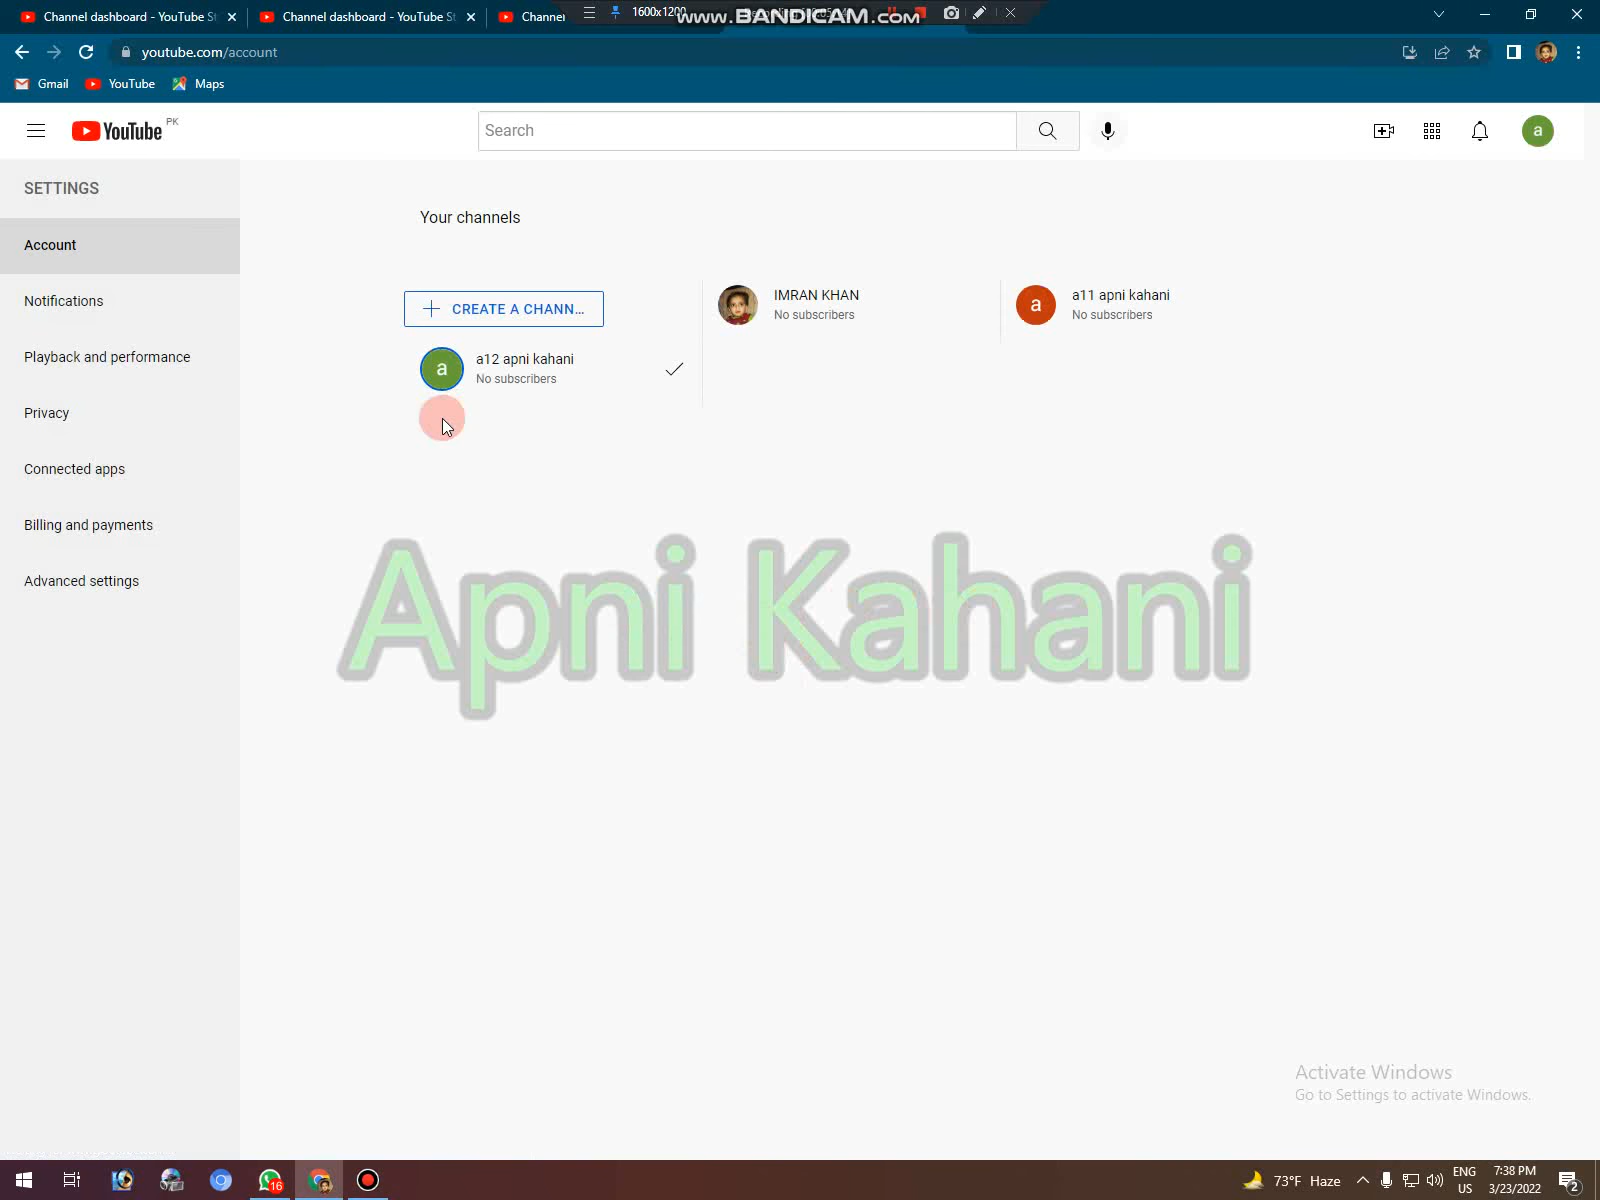 Channel dashboard - YouTube St
Channel dashboard - YouTube St
Channel
1600x1200
www.BANDICAM.com
youtube.com/account
Gmail
YouTube
Maps
YouTube PK
Search
a
SETTINGS
Account
Notifications
Playback and performance
Privacy
Connected apps
Billing and payments
Advanced settings
Your channels
CREATE A CHANN...
a
a12 apni kahani
No subscribers
IMRAN KHAN
No subscribers
a
a11 apni kahani
No subscribers
Apni Kahani
Activate Windows
Go to Settings to activate Windows.
16
73°F Haze
ENG
US
7:38 PM
3/23/2022
2